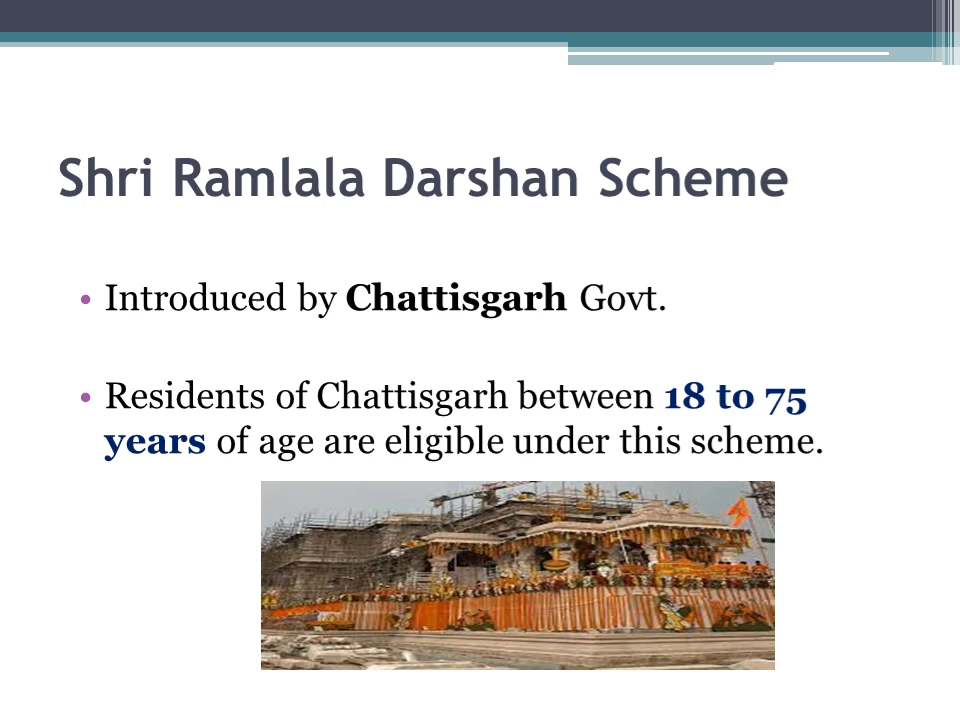 Shri Ramlala Darshan Scheme
• Introduced by Chattisgarh Govt.
• Residents of Chattisgarh between 18 to 75
years of age are eligible under this scheme.